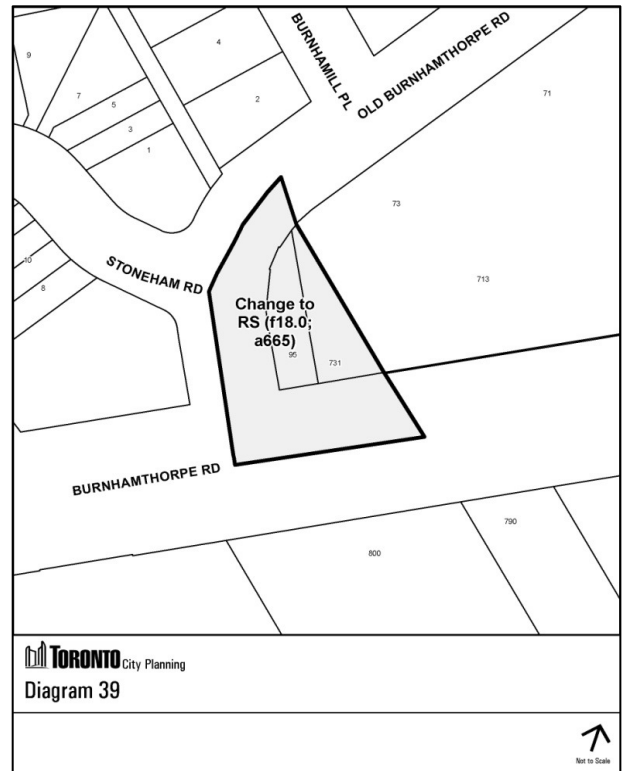 9
4
7
5
3
1
2
BURNHAMILL PL
OLD BURNHAMTHORPE RD
71
73
713
10
8
STONEHAM RD
Change to
RS (f18.0;
a665)
95
731
BURNHAMTHORPE RD
790
800
TORONTO City Planning
Diagram 39
Not to Scale